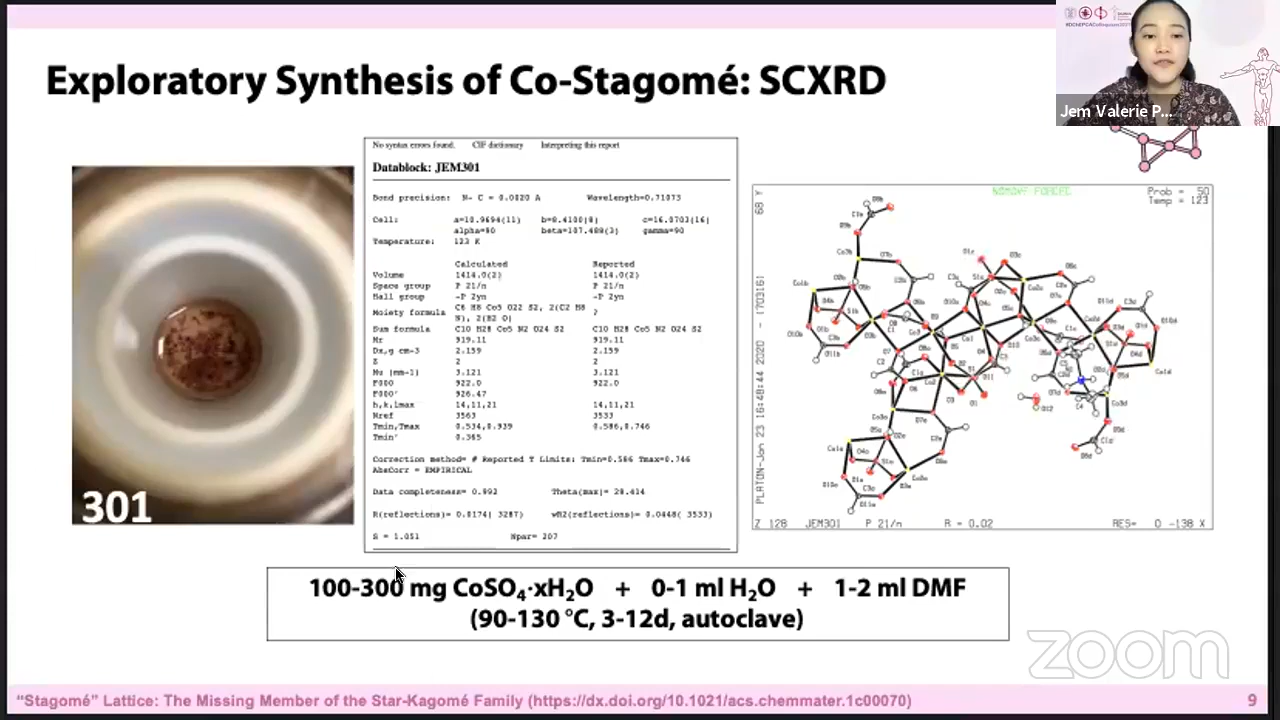 Exploratory Synthesis of Co-Stagomé: SCXRD
Jem Valerie P...
301
No syntax errors found. CIF dictionary Interpreting this report
Datablock: JEM301
Bond precision: N- C = 0.0020 A Wavelength=0.71073
Cell: a=10.9694(11) b=8.4100(8) c=16.0703(16)
alpha=90 beta=107.488(3) gamma=90
Temperature: 123 K
Calculated Reported
Volume 1414.0(2) 1414.0(2)
Space group P 21/n P 21/n
Hall group -P 2yn -P 2yn
Moiety formula C6 H8 Co5 O22 S2, 2(C2 H8 N), 2(H2 O) ?
Sum formula C10 H28 Co5 N2 O24 S2 C10 H28 Co5 N2 O24 S2
Mr 919.11 919.11
Dx,g cm-3 2.159 2.159
Z 2 2
Mu (mm-1) 3.121 3.121
F000 922.0 922.0
F000' 926.47
h,k,lmax 14,11,21 14,11,21
Nref 3563 3533
Tmin,Tmax 0.534,0.939 0.586,0.746
Tmin' 0.365
Correction method= # Reported T Limits: Tmin=0.586 Tmax=0.746
AbsCorr = EMPIRICAL
Data completeness= 0.992 Theta(max)= 28.414
R(reflections)= 0.0174( 3287) wR2(reflections)= 0.0448( 3533)
S = 1.051 Npar= 207
NOMOVE FORCED
Prob = 50
Temp = 123
68 Y
PLATON-Jan 23 16:48:44 2020 - (170316)
Z 128 JEM301 P 21/n R = 0.02 RES= 0 -138 X
100-300 mg CoSO₄·xH₂O + 0-1 ml H₂O + 1-2 ml DMF
(90-130 °C, 3-12d, autoclave)
zoom
"Stagomé" Lattice: The Missing Member of the Star-Kagomé Family (https://dx.doi.org/10.1021/acs.chemmater.1c00070)
9